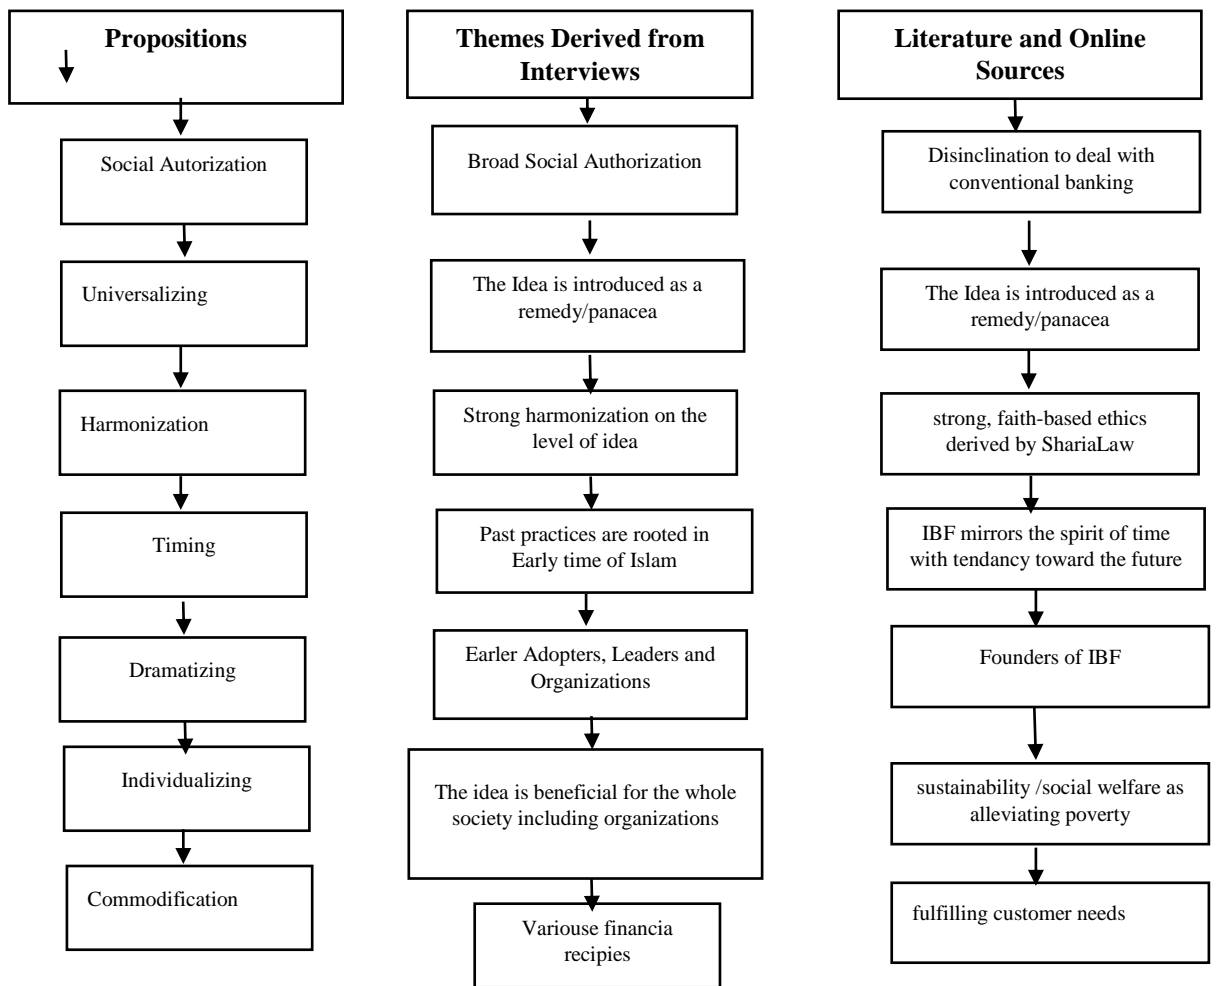 Propositions
Social Autorization
Universalizing
Harmonization
Timing
Dramatizing
Individualizing
Commodification
Themes Derived from
Interviews
Broad Social Authorization
The Idea is introduced as a
remedy/panacea
Strong harmonization on the
level of idea
Past practices are rooted in
Early time of Islam
Earler Adopters, Leaders and
Organizations
The idea is beneficial for the whole
society including organizations
Variouse financia
recipies
Literature and Online
Sources
Disinclination to deal with
conventional banking
The Idea is introduced as a
remedy/panacea
strong, faith-based ethics
derived by ShariaLaw
IBF mirrors the spirit of time
with tendancy toward the future
Founders of IBF
sustainability /social welfare as
alleviating poverty
fulfilling customer needs